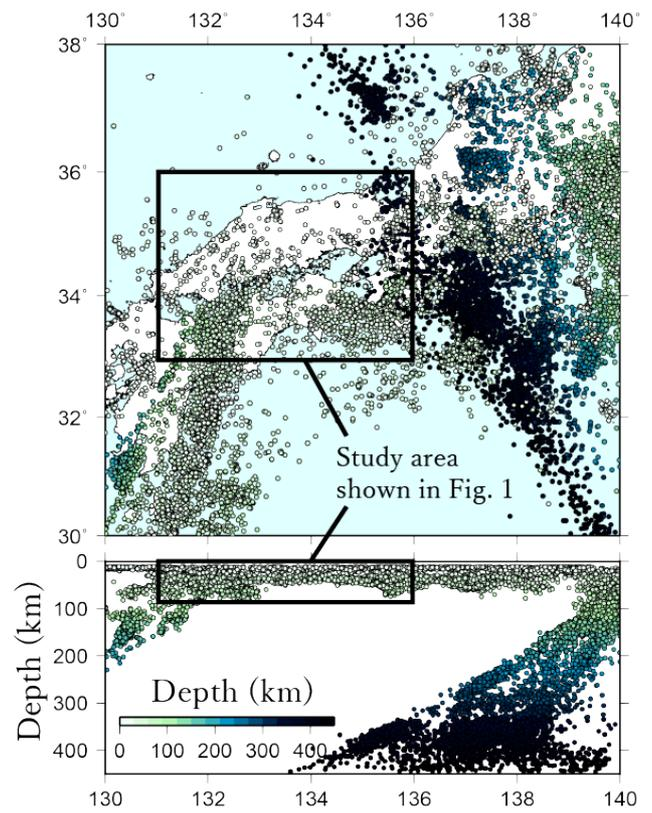 130° 132° 134° 136° 138° 140°
38°
36°
34°
32°
30°
Study area
shown in Fig. 1
0
100
200
300
400
Depth (km)
Depth (km)
0 100 200 300 400
130 132 134 136 138 140